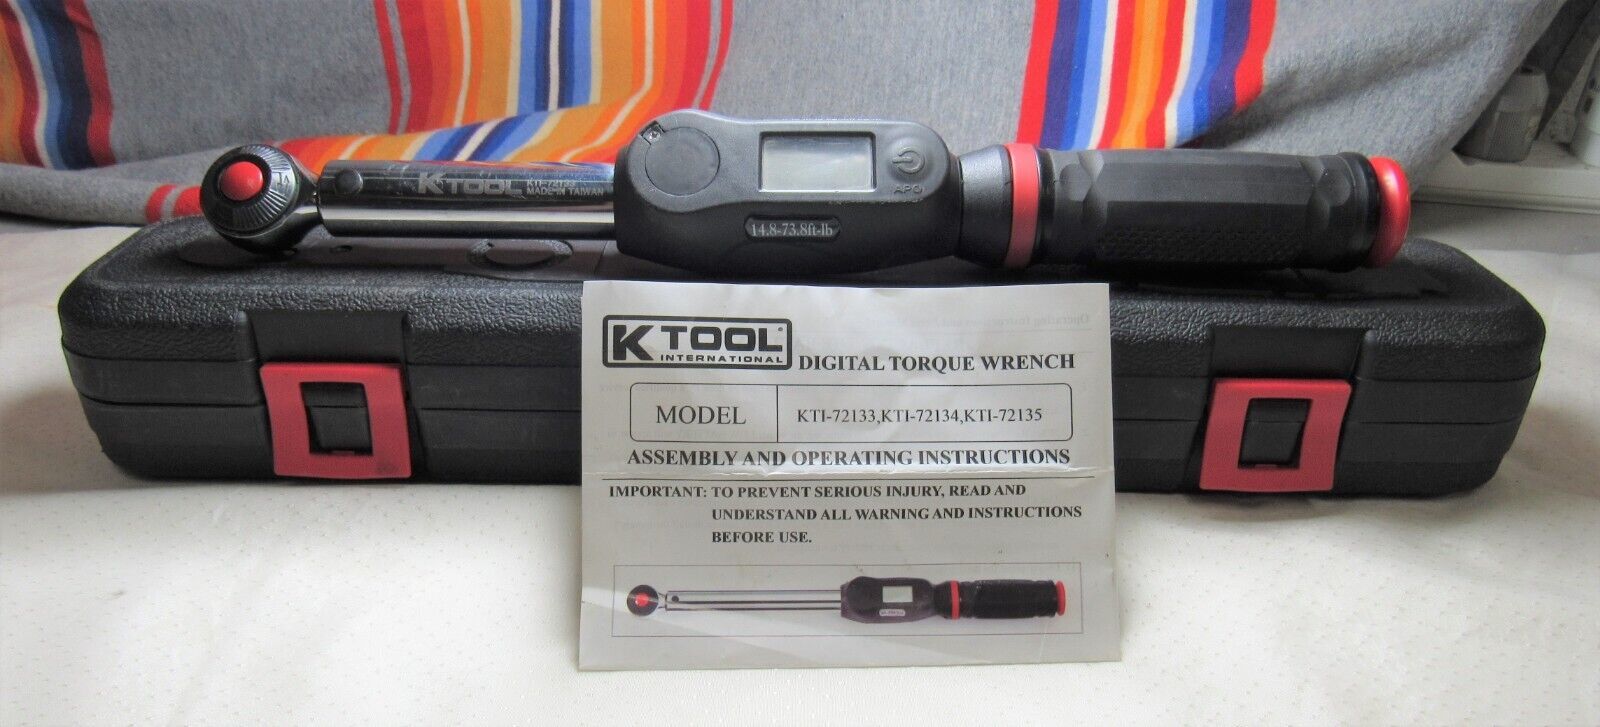 K TOOL
KTI-72133
MADE IN TAIWAN
APO
14.8-73.8ft-lb
K TOOL
INTERNATIONAL
DIGITAL TORQUE WRENCH
MODEL
KTI-72133,KTI-72134,KTI-72135
ASSEMBLY AND OPERATING INSTRUCTIONS
IMPORTANT: TO PREVENT SERIOUS INJURY, READ AND
UNDERSTAND ALL WARNING AND INSTRUCTIONS
BEFORE USE.